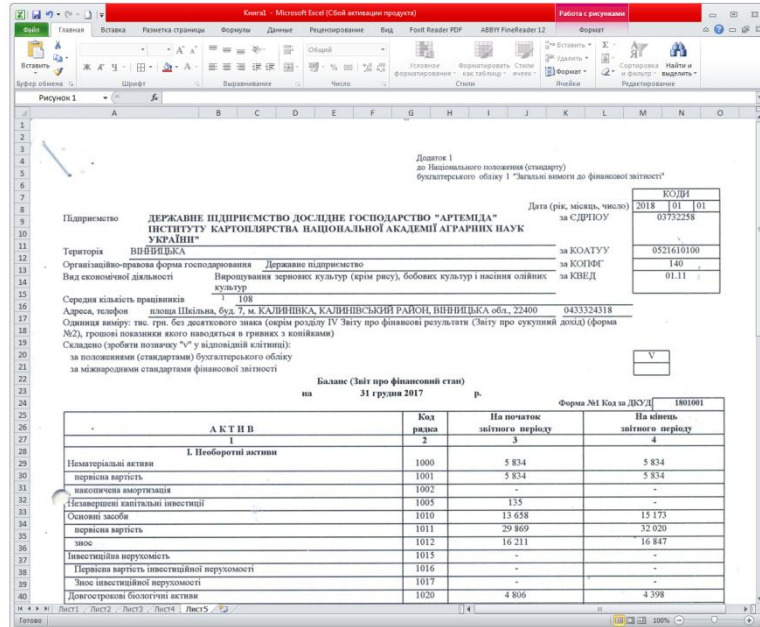 Книга1 - Microsoft Excel (Сбой активации продукта)
Работа с рисунками
Файл Главная Вставка Разметка страницы Формулы Данные Рецензирование Вид Foxit Reader PDF ABBYY FineReader 12 Формат
Вставить
Ж К Ч
Общий
% 000
Условное форматирование
Форматировать как таблицу
Стили ячеек
Вставить
Удалить
Формат
Сортировка и фильтр
Найти и выделить
Буфер обмена Шрифт Выравнивание Число Стили Ячейки Редактирование
Рисунок 1 fx
A B C D E F G H I J K L M N O
Додаток 1
до Національного положення (стандарту)
бухгалтерського обліку 1 "Загальні вимоги до фінансової звітності"
КОДИ
Дата (рік, місяць, число) 2018 01 01
Підприємство ДЕРЖАВНЕ ПІДПРИЄМСТВО ДОСЛІДНЕ ГОСПОДАРСТВО "АРТЕМІДА" за ЄДРПОУ 03732258
ІНСТИТУТУ КАРТОПЛЯРСТВА НАЦІОНАЛЬНОЇ АКАДЕМІЇ АГРАРНИХ НАУК
УКРАЇНИ"
Територія ВІННИЦЬКА за КОАТУУ 0521610100
Організаційно-правова форма господарювання Державне підприємство за КОПФГ 140
Вид економічної діяльності Вирощування зернових культур (крім рису), бобових культур і насіння олійних за КВЕД 01.11
культур
Середня кількість працівників 108
Адреса, телефон площа Шкільна, буд. 7, м. КАЛИНІВКА, КАЛИНІВСЬКИЙ РАЙОН, ВІННИЦЬКА обл., 22400 0433324318
Одиниця виміру: тис. грн. без десяткового знака (окрім розділу IV Звіту про фінансові результати (Звіту про сукупний дохід) (форма
№2), грошові показники якого наводяться в гривнях з копійками)
Складено (зробити позначку "v" у відповідній клітинці):
за положеннями (стандартами) бухгалтерського обліку V
за міжнародними стандартами фінансової звітності
Баланс (Звіт про фінансовий стан)
на 31 грудня 2017 р.
Форма №1 Код за ДКУД 1801001
АКТИВ Код рядка На початок звітного періоду На кінець звітного періоду
1 2 3 4
І. Необоротні активи
Нематеріальні активи 1000 5 834 5 834
первісна вартість 1001 5 834 5 834
накопичена амортизація 1002 - -
Незавершені капітальні інвестиції 1005 135 -
Основні засоби 1010 13 658 15 173
первісна вартість 1011 29 869 32 020
знос 1012 16 211 16 847
Інвестиційна нерухомість 1015 - -
Первісна вартість інвестиційної нерухомості 1016 - -
Знос інвестиційної нерухомості 1017 - -
Довгострокові біологічні активи 1020 4 806 4 398
Лист1 Лист2 Лист3 Лист4 Лист5
Готово 100%